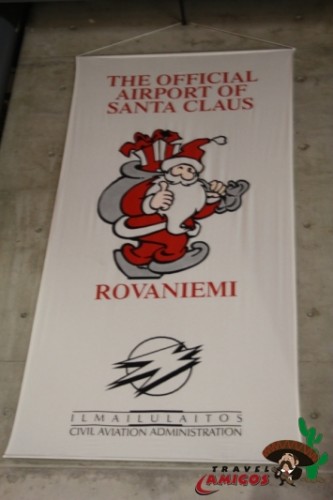 THE OFFICIAL
AIRPORT OF
SANTA CLAUS
ROVANIEMI
ILMAILULAITOS
CIVIL AVIATION ADMINISTRATION
TRAVEL
AMIGOS